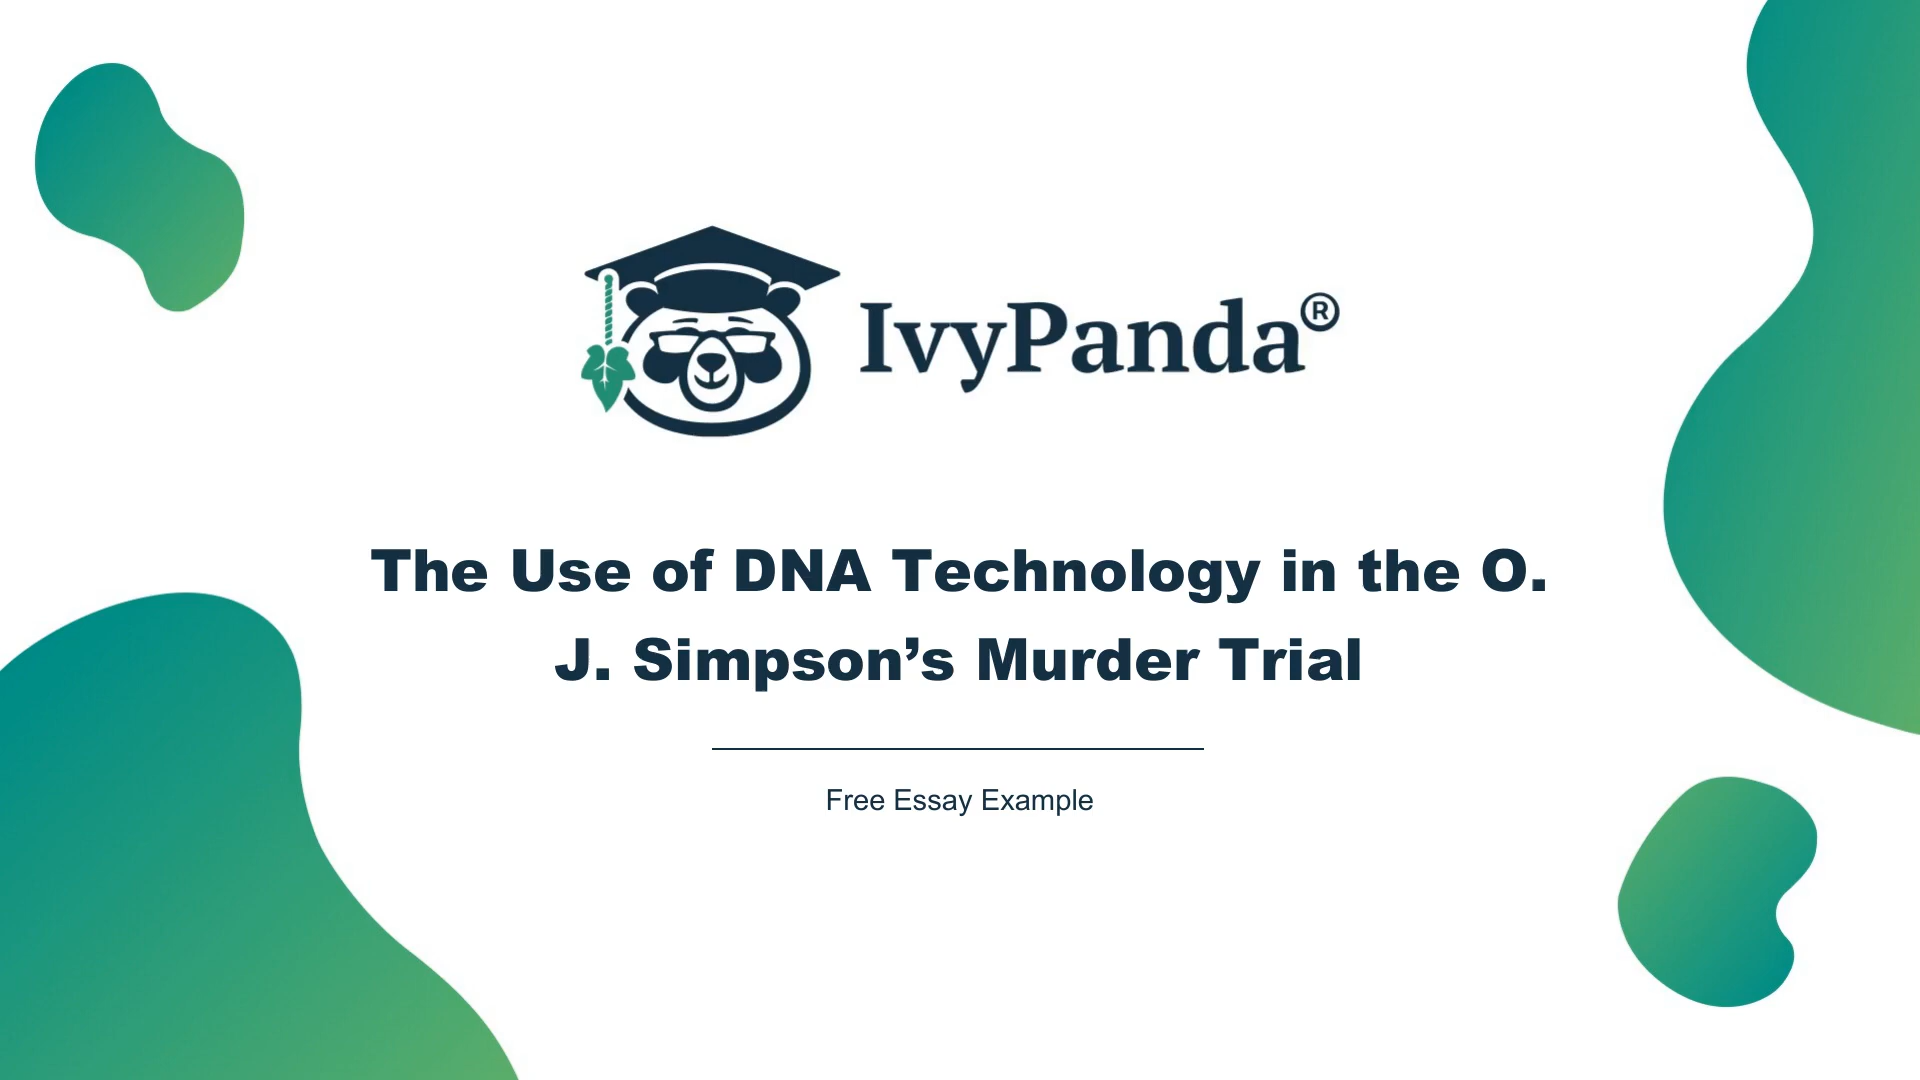 IvyPanda®
The Use of DNA Technology in the O.
J. Simpson’s Murder Trial
Free Essay Example